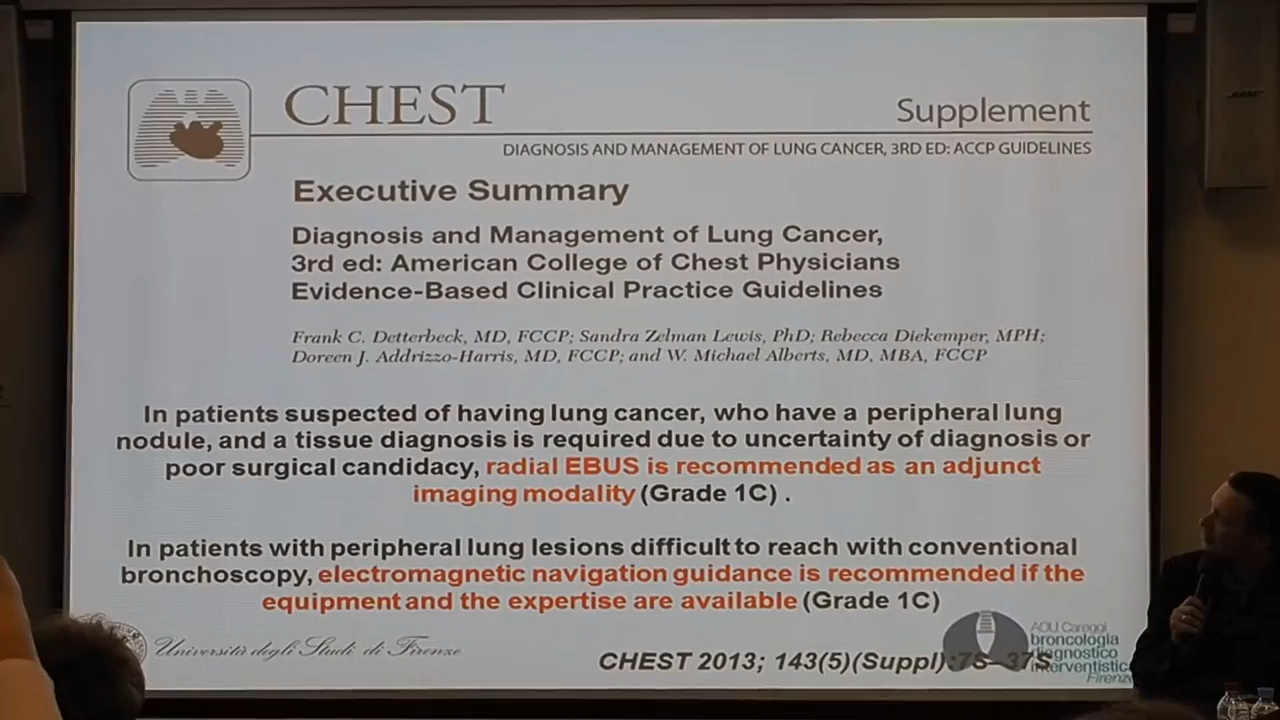 CHEST
Supplement
DIAGNOSIS AND MANAGEMENT OF LUNG CANCER, 3RD ED: ACCP GUIDELINES
Executive Summary
Diagnosis and Management of Lung Cancer,
3rd ed: American College of Chest Physicians
Evidence-Based Clinical Practice Guidelines
Frank C. Detterbeck, MD, FCCP; Sandra Zelman Lewis, PhD; Rebecca Diekemper, MPH;
Doreen J. Addrizzo-Harris, MD, FCCP; and W. Michael Alberts, MD, MBA, FCCP
In patients suspected of having lung cancer, who have a peripheral lung
nodule, and a tissue diagnosis is required due to uncertainty of diagnosis or
poor surgical candidacy, radial EBUS is recommended as an adjunct
imaging modality (Grade 1C) .
In patients with peripheral lung lesions difficult to reach with conventional
bronchoscopy, electromagnetic navigation guidance is recommended if the
equipment and the expertise are available (Grade 1C)
Università degli Studi di Firenze
CHEST 2013; 143(5)(Suppl):7S–37S
AOU Careggi
broncologia
diagnostico
interventistica
Firenze
BOSE